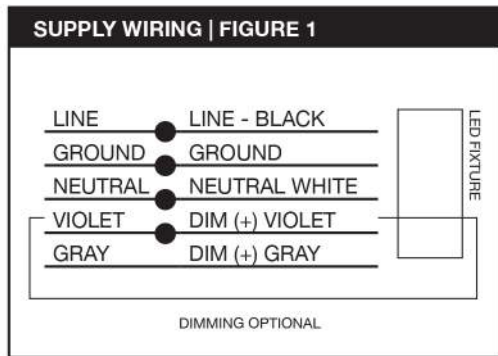 SUPPLY WIRING | FIGURE 1
LINE LINE - BLACK
GROUND GROUND
NEUTRAL NEUTRAL WHITE
VIOLET DIM (+) VIOLET
GRAY DIM (+) GRAY
LED FIXTURE
DIMMING OPTIONAL